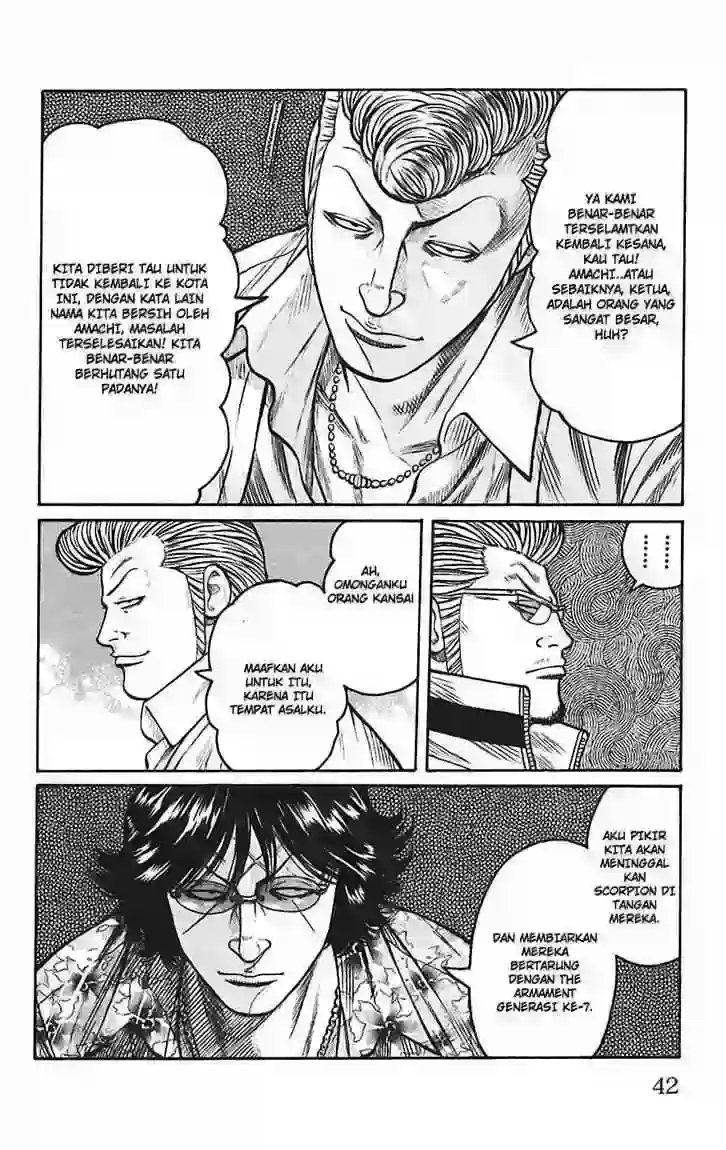 YA KAMI
BENAR-BENAR
TERSELAMTKAN
KEMBALI KESANA,
KAU TAU!
AMACHI..ATAU
SEBAIKNYA, KETUA,
ADALAH ORANG YANG
SANGAT BESAR,
HUH?
KITA DIBERI TAU UNTUK
TIDAK KEMBALI KE KOTA
INI, DENGAN KATA LAIN
NAMA KITA BERSIH OLEH
AMACHI, MASALAH
TERSELESAIKAN! KITA
BENAR-BENAR
BERHUTANG SATU
PADANYA!
AH,
OMONGANKU
ORANG KANSAI
MAAFKAN AKU
UNTUK ITU,
KARENA ITU
TEMPAT ASALKU.
AKU PIKIR
KITA AKAN
MENINGGAL
KAN
SCORPION DI
TANGAN
MEREKA.
DAN MEMBIARKAN
MEREKA
BERTARUNG
DENGAN THE
ARMAMENT
GENERASI KE-7.
42